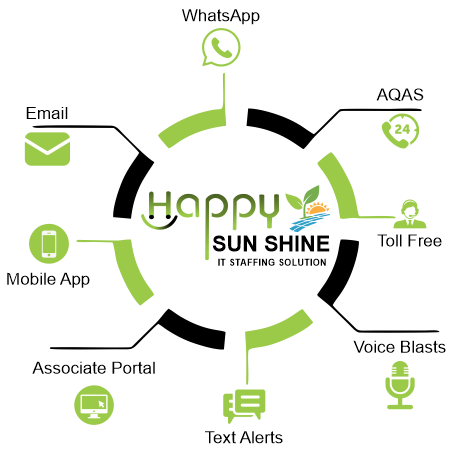 WhatsApp
AQAS
24
Email
Happy
SUN SHINE
IT STAFFING SOLUTION
Toll Free
Mobile App
Voice Blasts
Associate Portal
Text Alerts